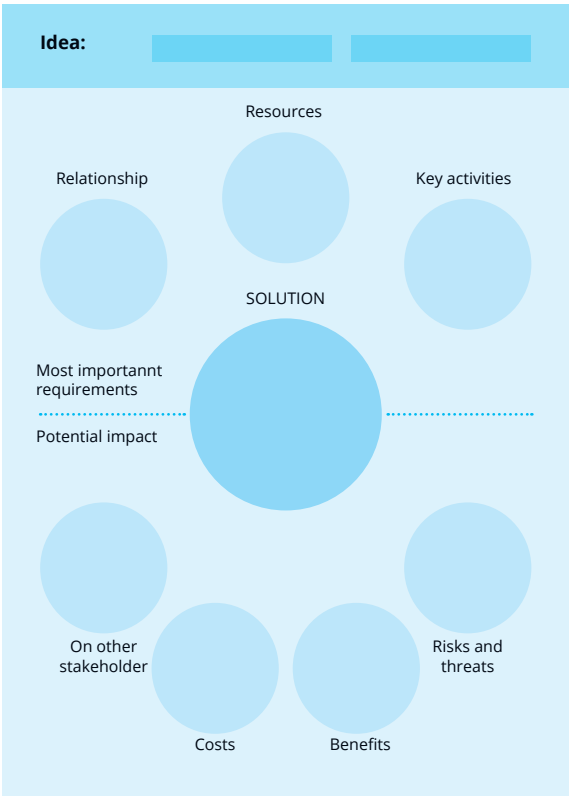 Idea:
Resources
Relationship
Key activities
SOLUTION
Most importannt
requirements
Potential impact
On other
stakeholder
Risks and
threats
Costs
Benefits